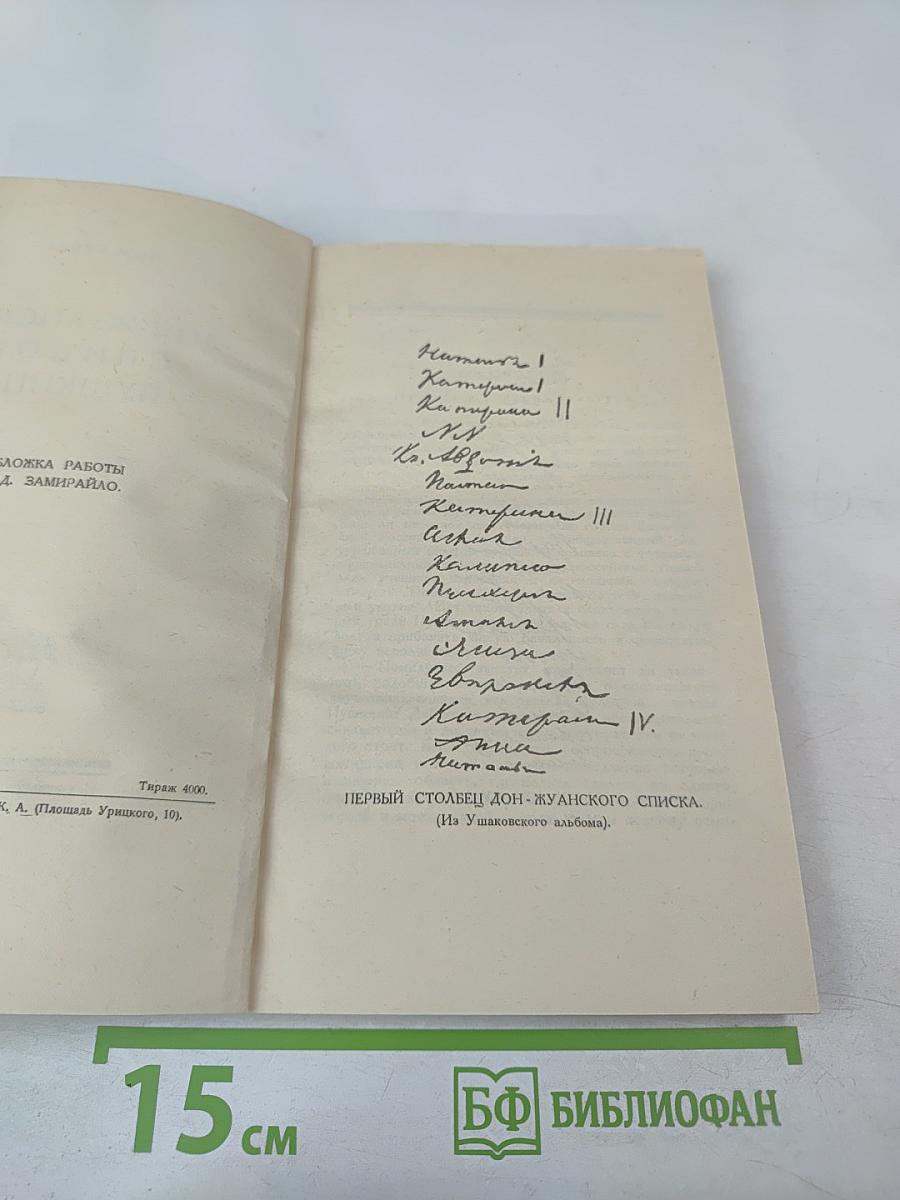 БЛОЖКА РАБОТЫ
Д. ЗАМИРАЙЛО.
Тираж 4000.
К. А. (Площадь Урицкого, 10).
Наталья I
Катерина I
Катерина II
NN
Кн. Авдотия
Настасья
Катерина III
Аглая
Калипсо
Пульхерия
Амалия
Элиза
Евпраксея
Катерина IV.
Анна
Наталья
ПЕРВЫЙ СТОЛБЕЦ ДОН-ЖУАНСКОГО СПИСКА.
(Из Ушаковского альбома).
15 см
БФ БИБЛИОФАН